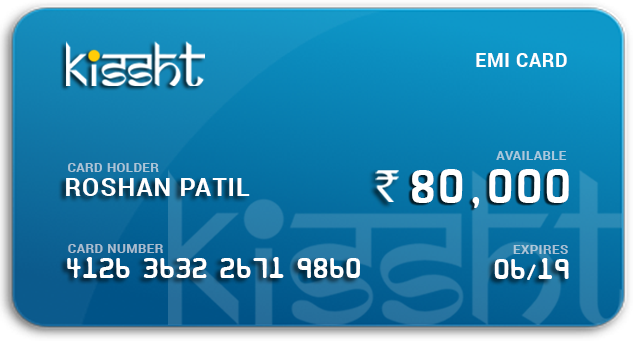 kissht
EMI CARD
CARD HOLDER
ROSHAN PATIL
AVAILABLE
₹ 80,000
CARD NUMBER
4126 3632 2671 9860
EXPIRES
06/19
kissht